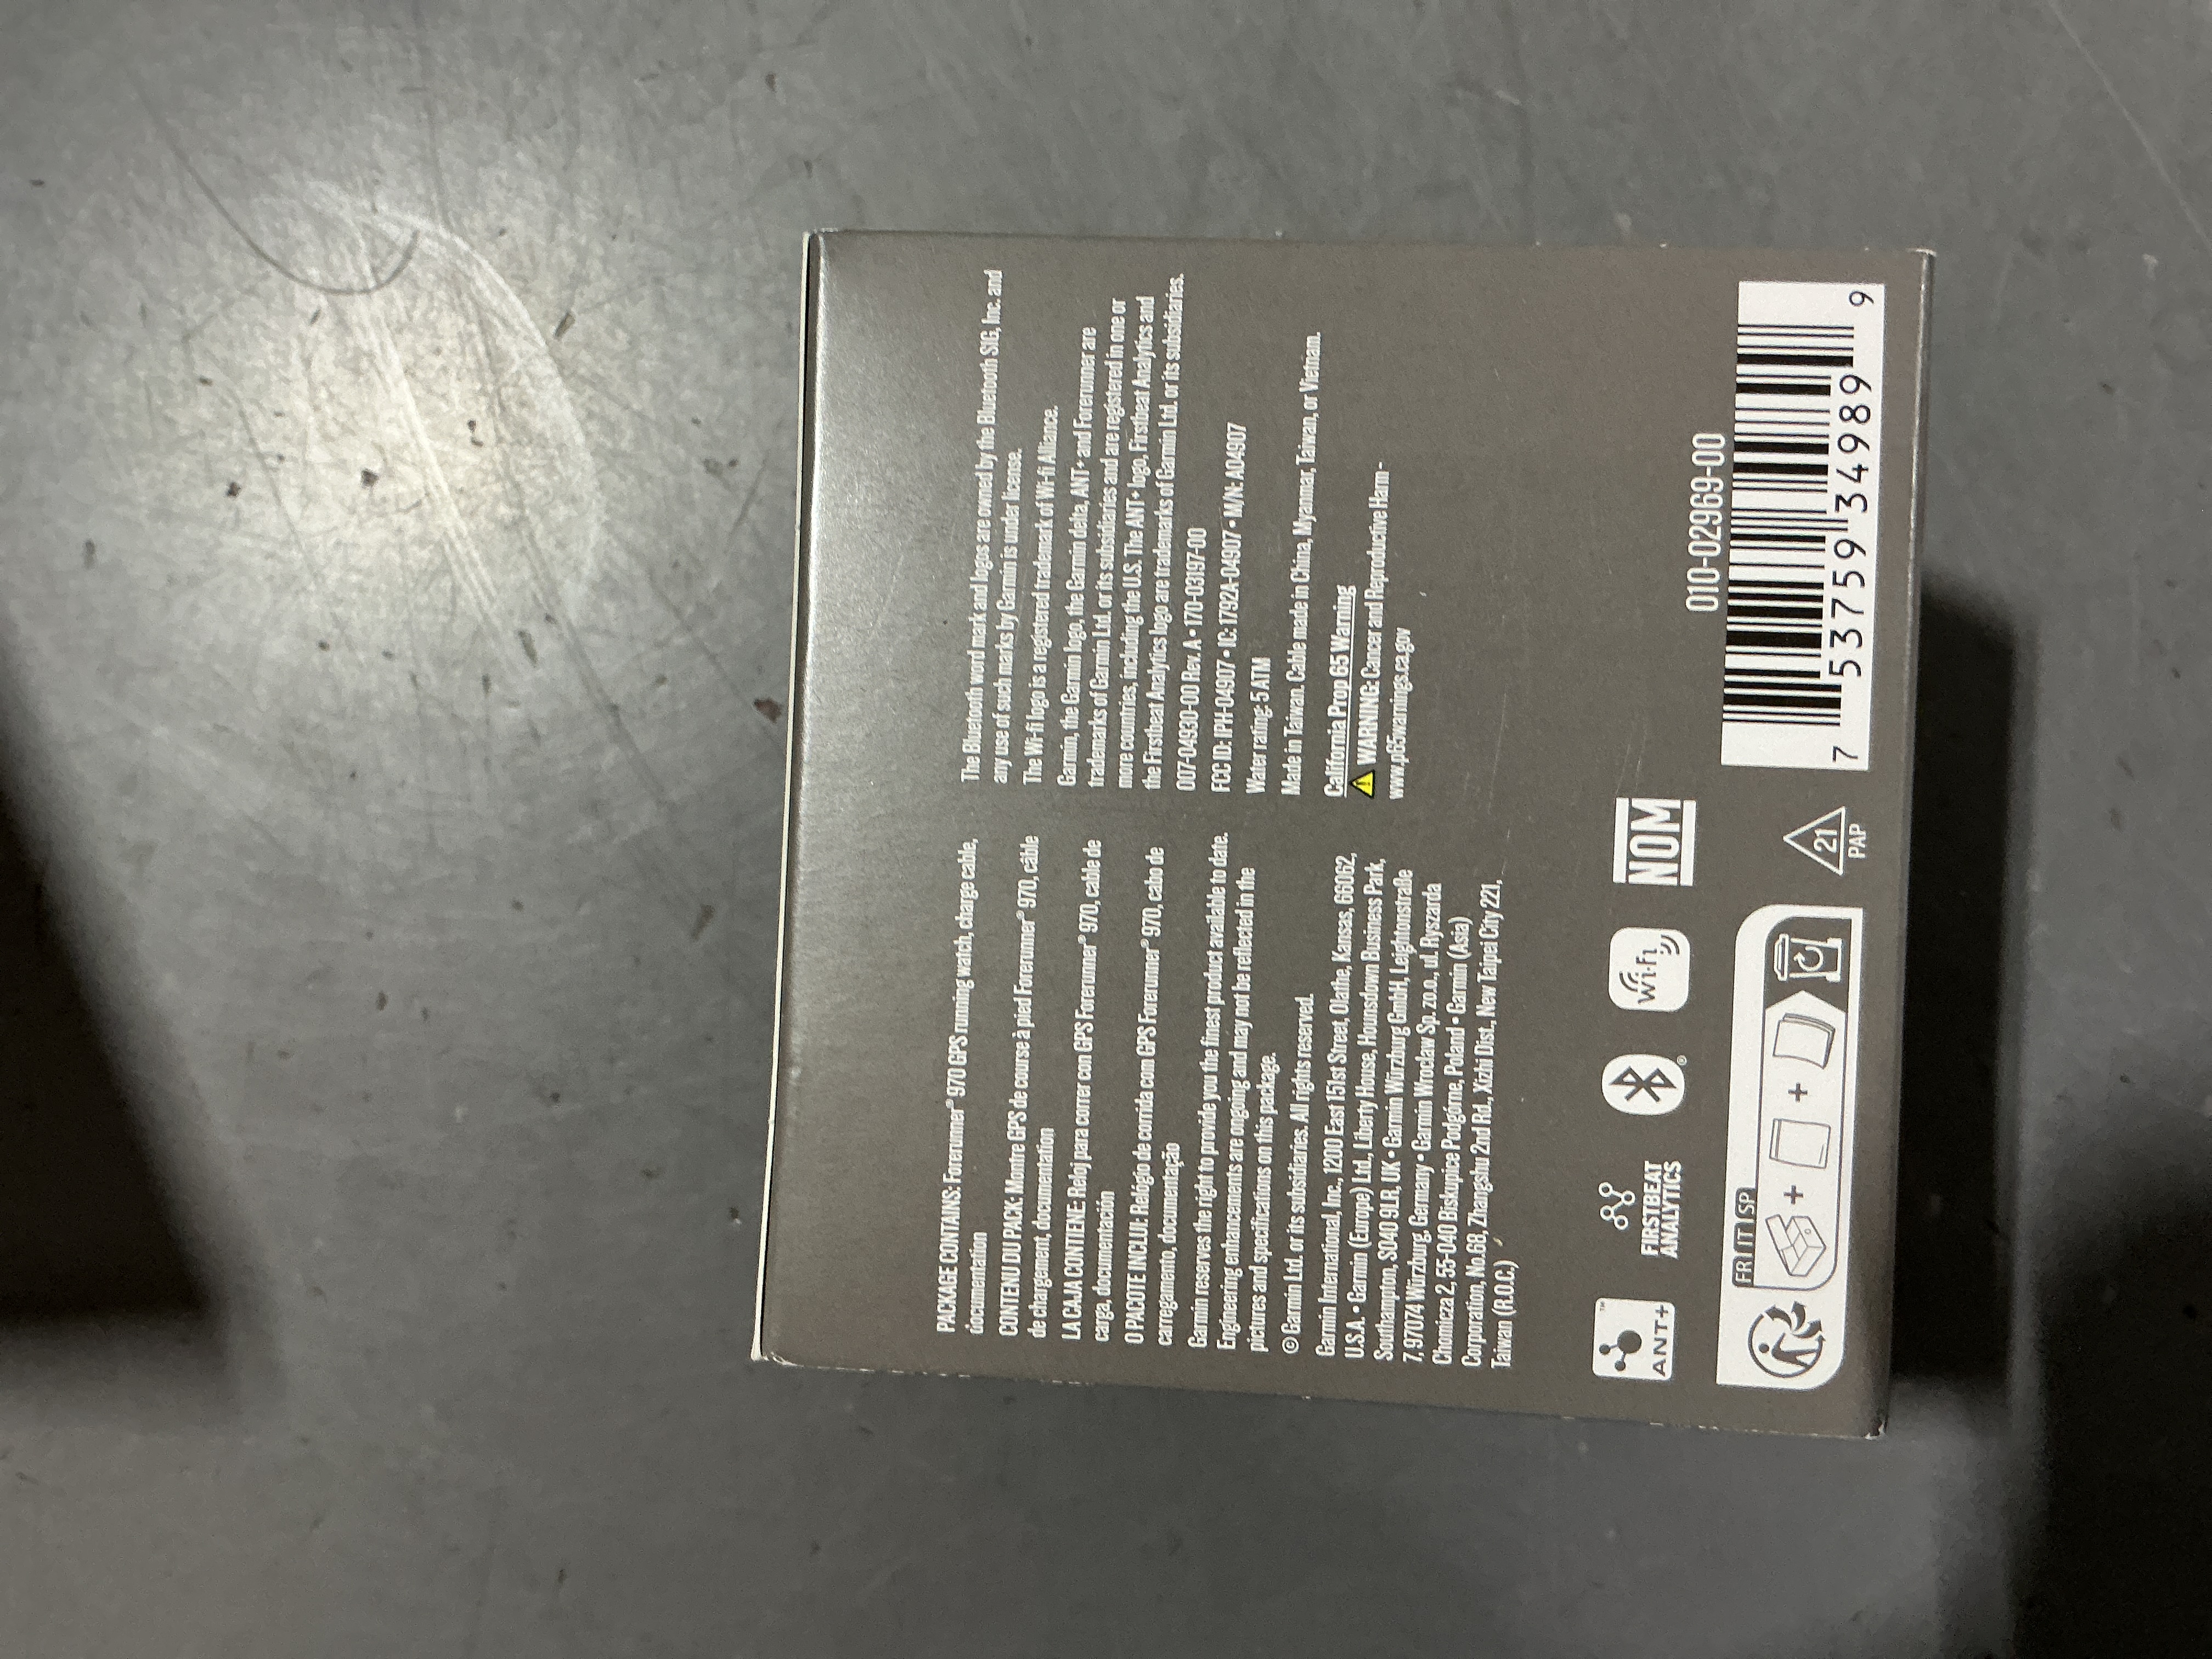 PACKAGE CONTAINS: Forerunner® 970 GPS running watch, charge cable,
documentation
CONTENU DU PACK: Montre GPS de course à pied Forerunner® 970, câble
de chargement, documentation
LA CAJA CONTIENE: Reloj para correr con GPS Forerunner® 970, cable de
carga, documentación
O PACOTE INCLUI: Relógio de corrida com GPS Forerunner® 970, cabo de
carregamento, documentação
Garmin reserves the right to provide you the finest product available to date.
Engineering enhancements are ongoing and may not be reflected in the
pictures and specifications on this package.
© Garmin Ltd. or its subsidiaries. All rights reserved.
Garmin International, Inc., 1200 East 151st Street, Olathe, Kansas, 66062,
U.S.A. • Garmin (Europe) Ltd., Liberty House, Hounsdown Business Park,
Southampton, SO40 9LR, UK • Garmin Würzburg GmbH, Leightonstraße
7, 97074 Würzburg, Germany • Garmin Wrocław Sp. z o.o., ul. Ryszarda
Chomicza 2, 55-040 Biskupice Podgórne, Poland • Garmin (Asia)
Corporation, No.68, Zhangshu 2nd Rd., Xizhi Dist., New Taipei City 221,
Taiwan (R.O.C.)
The Bluetooth word mark and logos are owned by the Bluetooth SIG, Inc. and
any use of such marks by Garmin is under license.
The Wi-fi logo is a registered trademark of Wi-fi Alliance.
Garmin, the Garmin logo, the Garmin delta, ANT+ and Forerunner are
trademarks of Garmin Ltd. or its subsidiaries and are registered in one or
more countries, including the U.S. The ANT+ logo, Firstbeat Analytics and
the Firstbeat Analytics logo are trademarks of Garmin Ltd. or its subsidiaries.
007-04930-00 Rev. A • 170-03197-00
FCC ID: IPH-04907 • IC: 1792A-04907 • M/N: A04907
Water rating: 5 ATM
Made in Taiwan. Cable made in China, Myanmar, Taiwan, or Vietnam.
California Prop 65 Warning
WARNING: Cancer and Reproductive Harm -
www.p65warnings.ca.gov
ANT+™
FIRSTBEAT
ANALYTICS
®
Wi-Fi
NOM
FR IT SP
21
PAP
010-02969-00
7 53759 34989 9